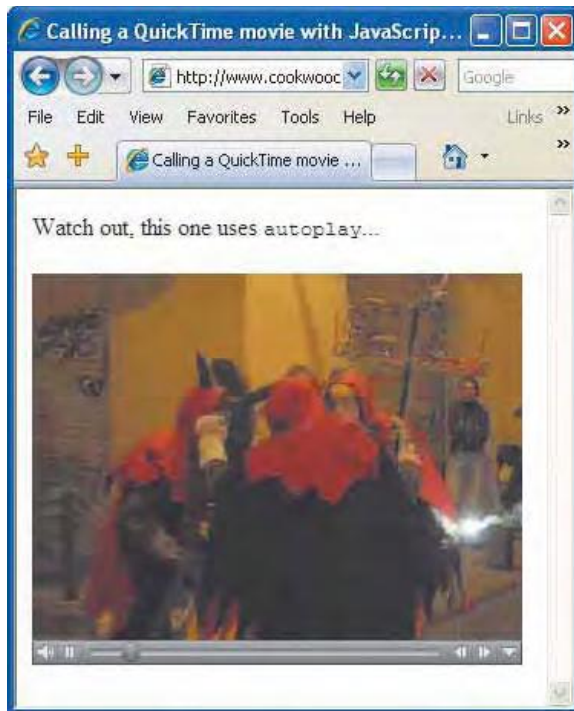 Calling a QuickTime movie with JavaScrip...
http://www.cookwooc
Google
File Edit View Favorites Tools Help Links »
Calling a QuickTime movie ... »
Watch out, this one uses autoplay...